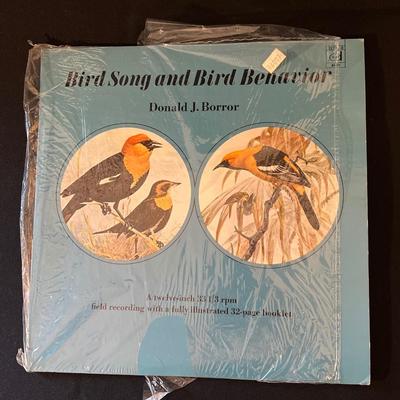 Bird Song and Bird Behavior
Donald J. Borror
A twelve-inch 33 1/3 rpm
field recording with a fully illustrated 32-page booklet